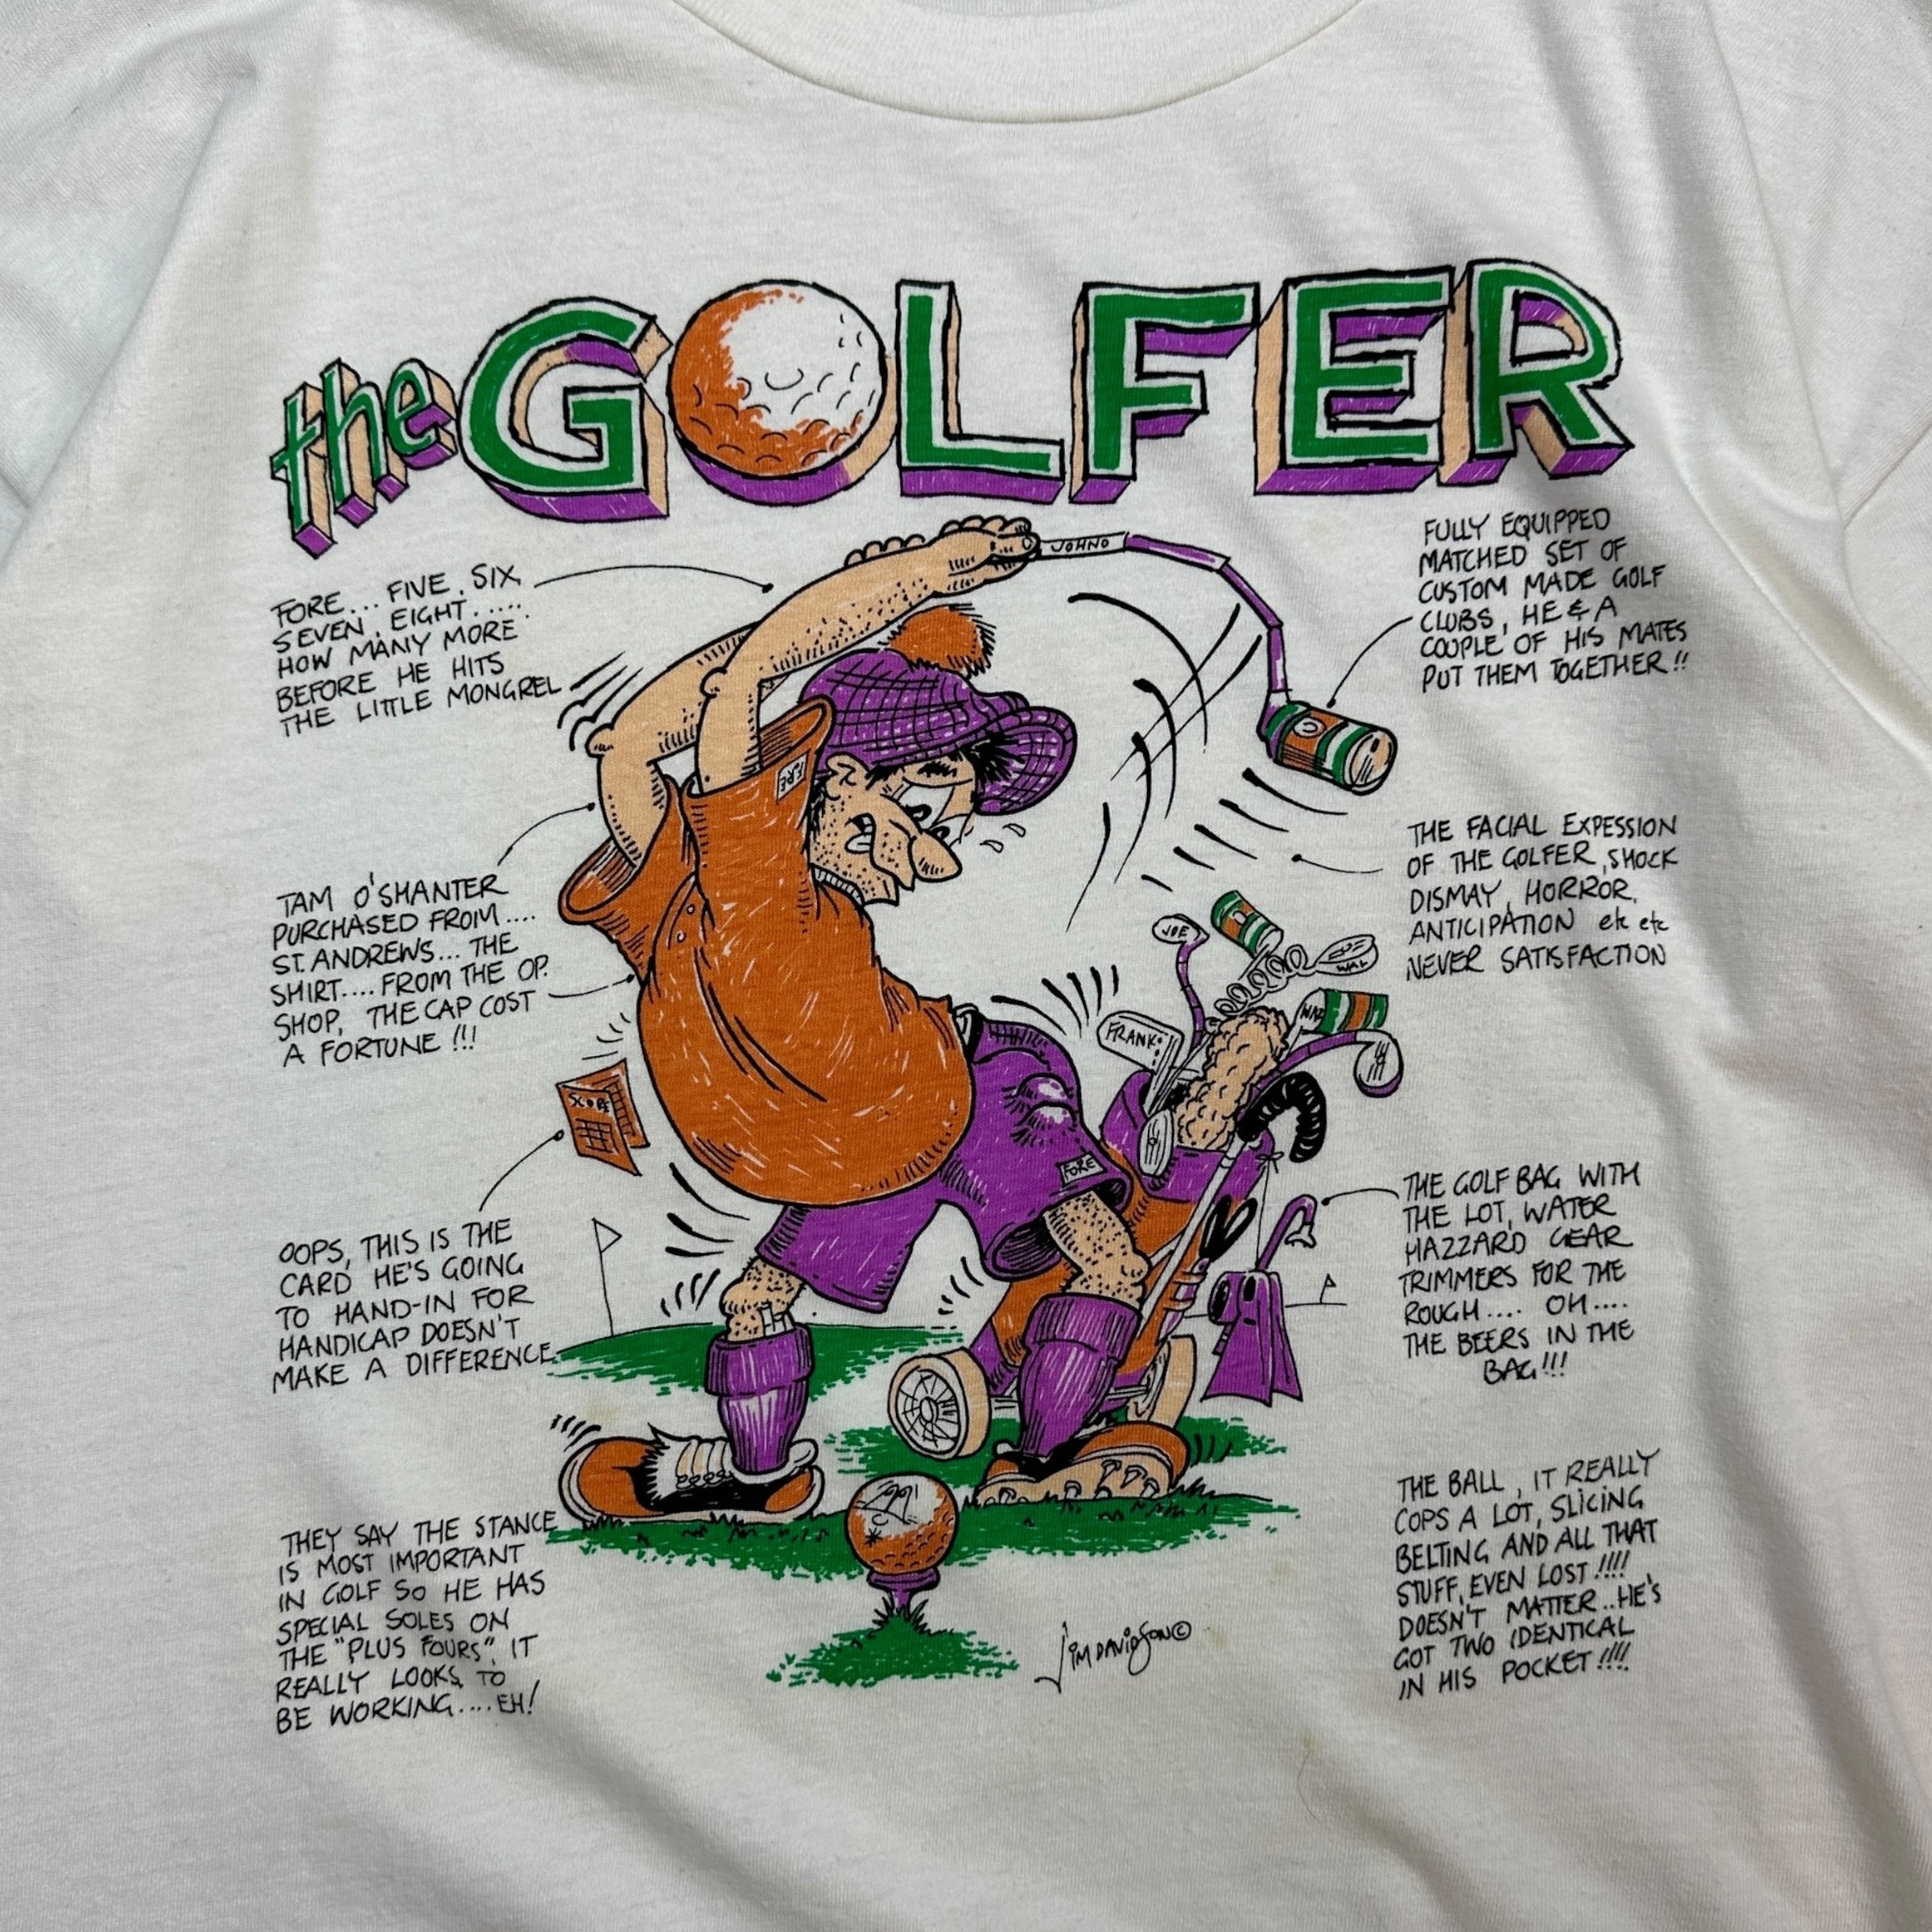 the GOLFER
FORE... FIVE, SIX,
SEVEN, EIGHT.....
HOW MANY MORE
BEFORE HE HITS
THE LITTLE MONGREL
TAM O'SHANTER
PURCHASED FROM....
ST. ANDREWS... THE
SHIRT.... FROM THE OP.
SHOP, THE CAP COST
A FORTUNE!!!
OOPS, THIS IS THE
CARD HE'S GOING
TO HAND-IN FOR
HANDICAP DOESN'T
MAKE A DIFFERENCE
THEY SAY THE STANCE
IS MOST IMPORTANT
IN GOLF SO HE HAS
SPECIAL SOLES ON
THE "PLUS FOURS", IT
REALLY LOOKS TO
BE WORKING.... EH!
JOHNO
FORE
SCORE
JOE
WAL
FRANK
FORE
JIM DAVIDSON ©
FULLY EQUIPPED
MATCHED SET OF
CUSTOM MADE GOLF
CLUBS, HE & A
COUPLE OF HIS MATES
PUT THEM TOGETHER!!
THE FACIAL EXPESSION
OF THE GOLFER, SHOCK
DISMAY, HORROR,
ANTICIPATION etc etc
NEVER SATISFACTION
THE GOLF BAG WITH
THE LOT, WATER
HAZZARD GEAR
TRIMMERS FOR THE
ROUGH.... OH....
THE BEERS IN THE
BAG!!!
THE BALL, IT REALLY
COPS A LOT, SLICING
BELTING AND ALL THAT
STUFF, EVEN LOST!!!!
DOESN'T MATTER.. HE'S
GOT TWO IDENTICAL
IN HIS POCKET!!!!